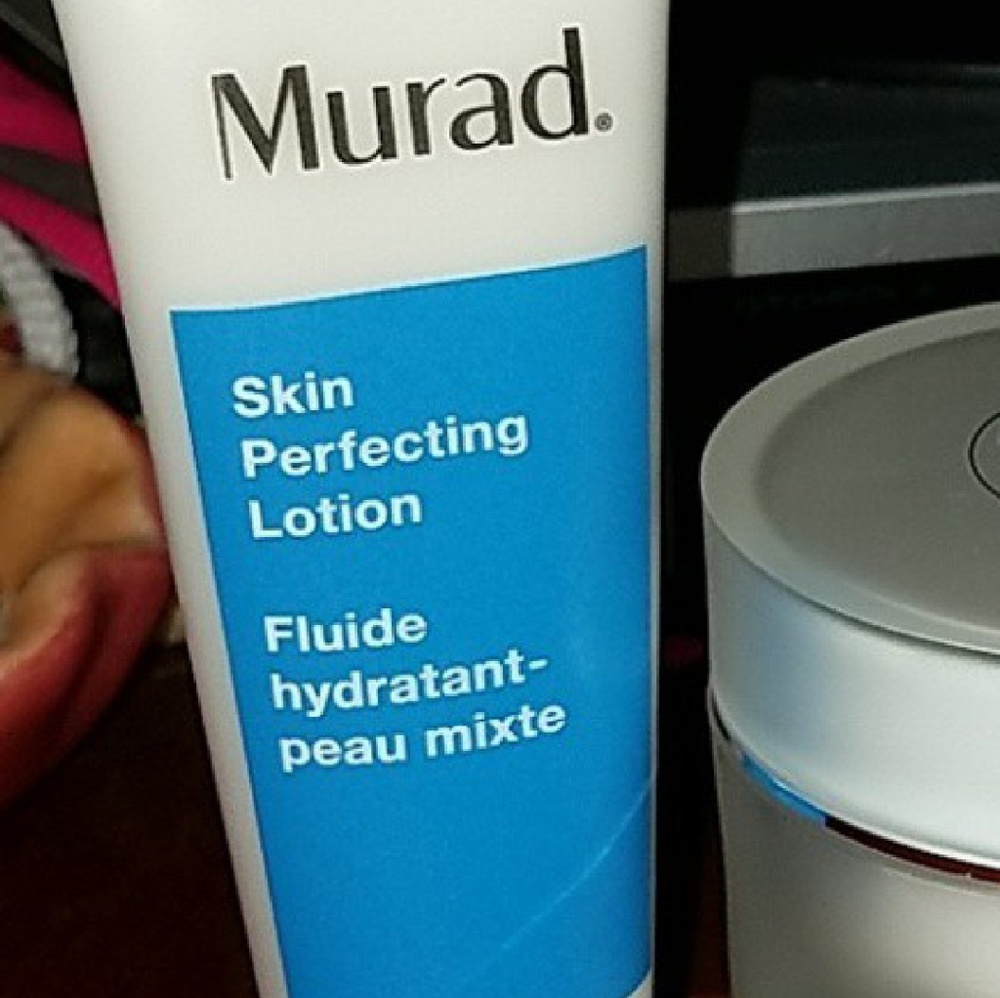 Murad®
Skin
Perfecting
Lotion
Fluide
hydratant-
peau mixte